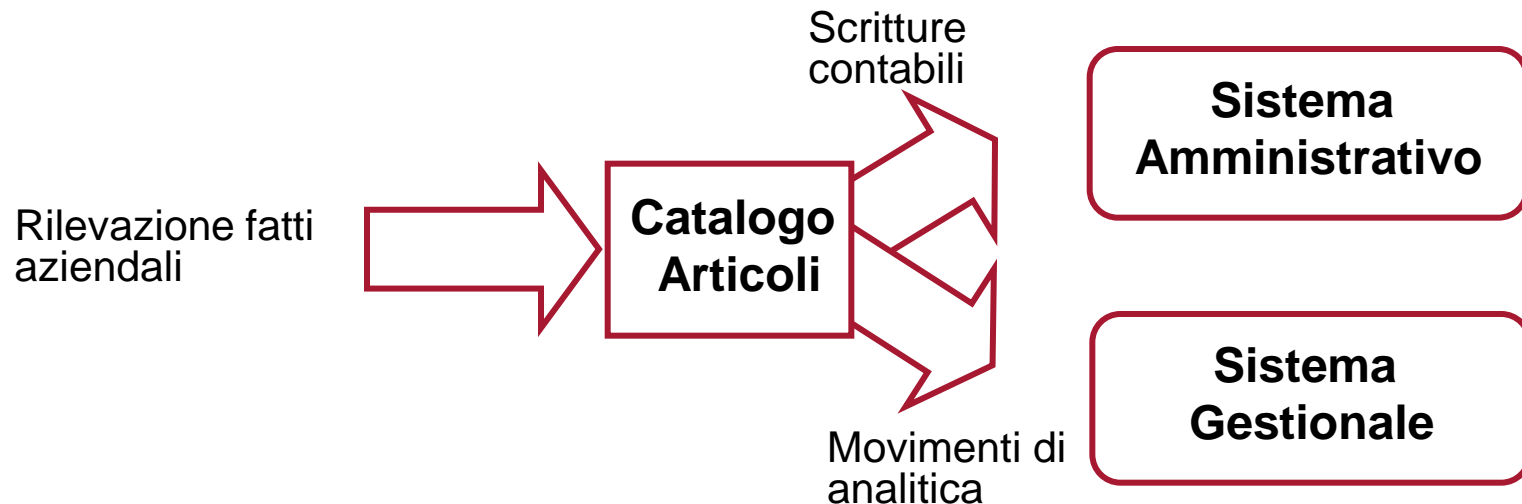 Scritture
contabili
Sistema
Amministrativo
Rilevazione fatti
aziendali
Catalogo
Articoli
Sistema
Gestionale
Movimenti di
analitica